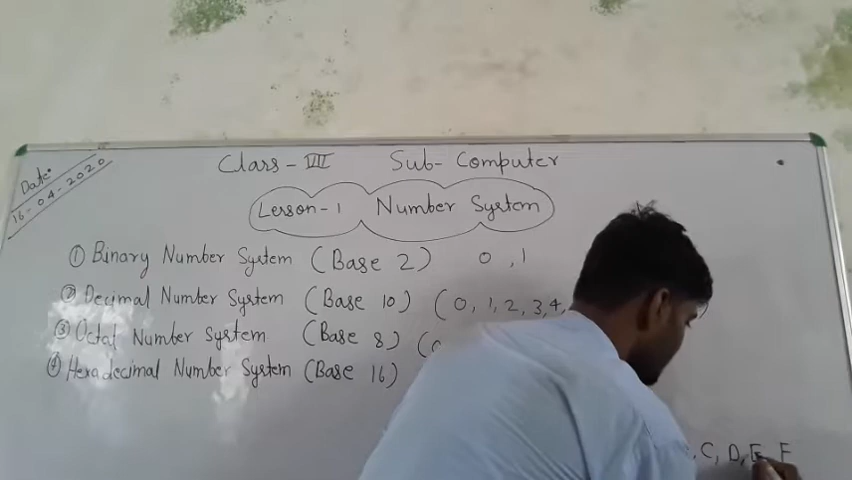 Date:
16-04-2020
Class - VII Sub- Computer
Lesson-1 Number System
① Binary Number System (Base 2) 0, 1
② Decimal Number System (Base 10) (0, 1, 2, 3, 4,
③ Octal Number System (Base 8) (0
④ Hexadecimal Number System (Base 16)
, C, D, E, F